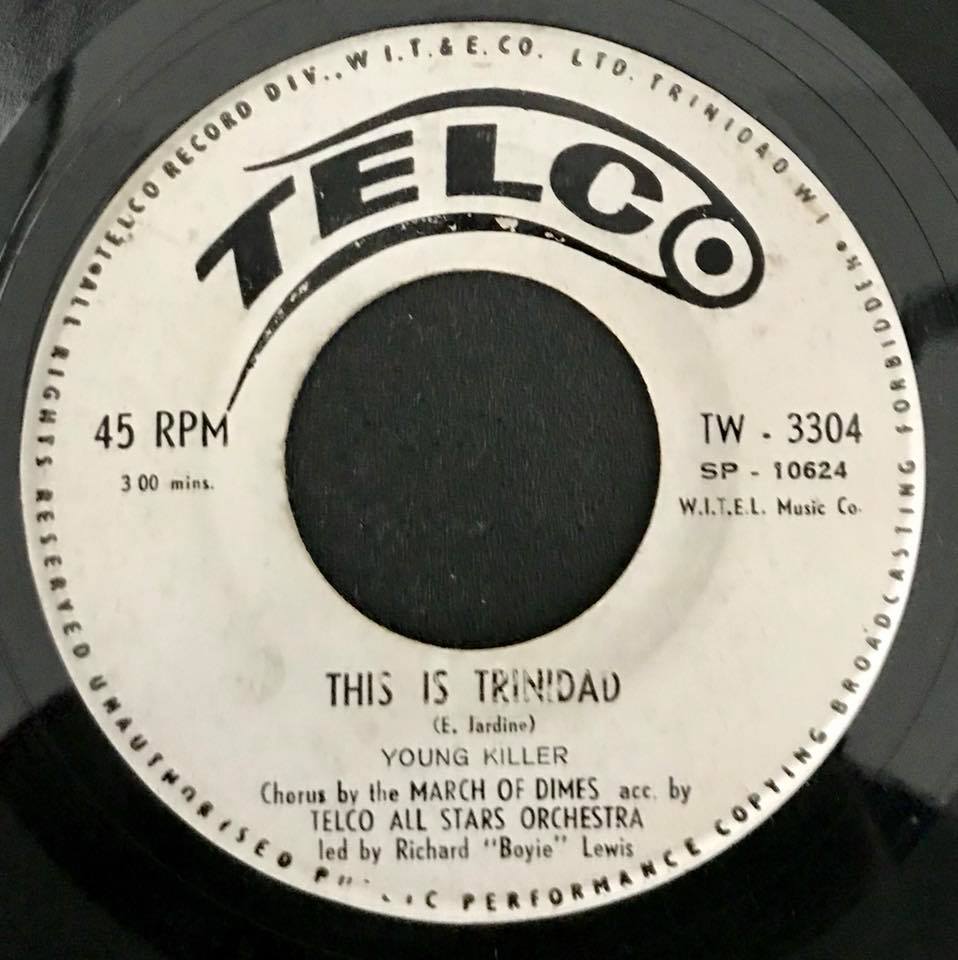 TELCO RECORD DIV., W.I.T. & E. CO. LTD. TRINIDAD W.I.
ALL RIGHTS RESERVED UNAUTHORISED PERFORMANCE COPYING BROADCASTING FORBIDDEN
TELCO
45 RPM
3 00 mins.
TW - 3304
SP - 10624
W.I.T.E.L. Music Co.
THIS IS TRINIDAD
(E. Jardine)
YOUNG KILLER
Chorus by the MARCH OF DIMES acc. by
TELCO ALL STARS ORCHESTRA
led by Richard "Boyie" Lewis